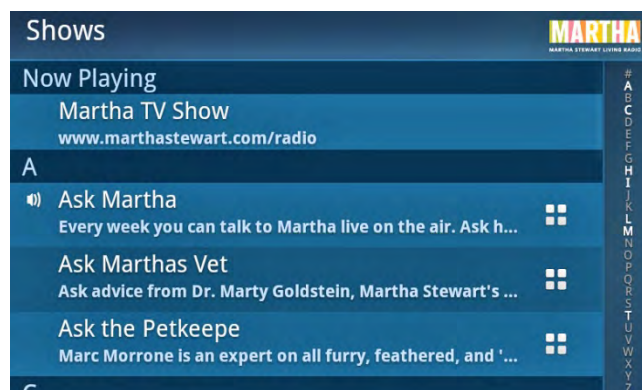 Shows
MARTHA
MARTHA STEWART LIVING RADIO
Now Playing
Martha TV Show
www.marthastewart.com/radio
A
Ask Martha
Every week you can talk to Martha live on the air. Ask h...
Ask Marthas Vet
Ask advice from Dr. Marty Goldstein, Martha Stewart's ...
Ask the Petkeepe
Marc Morrone is an expert on all furry, feathered, and '...
#
A
B
C
D
E
F
G
H
I
J
K
L
M
N
O
P
Q
R
S
T
U
V
W
X
Y